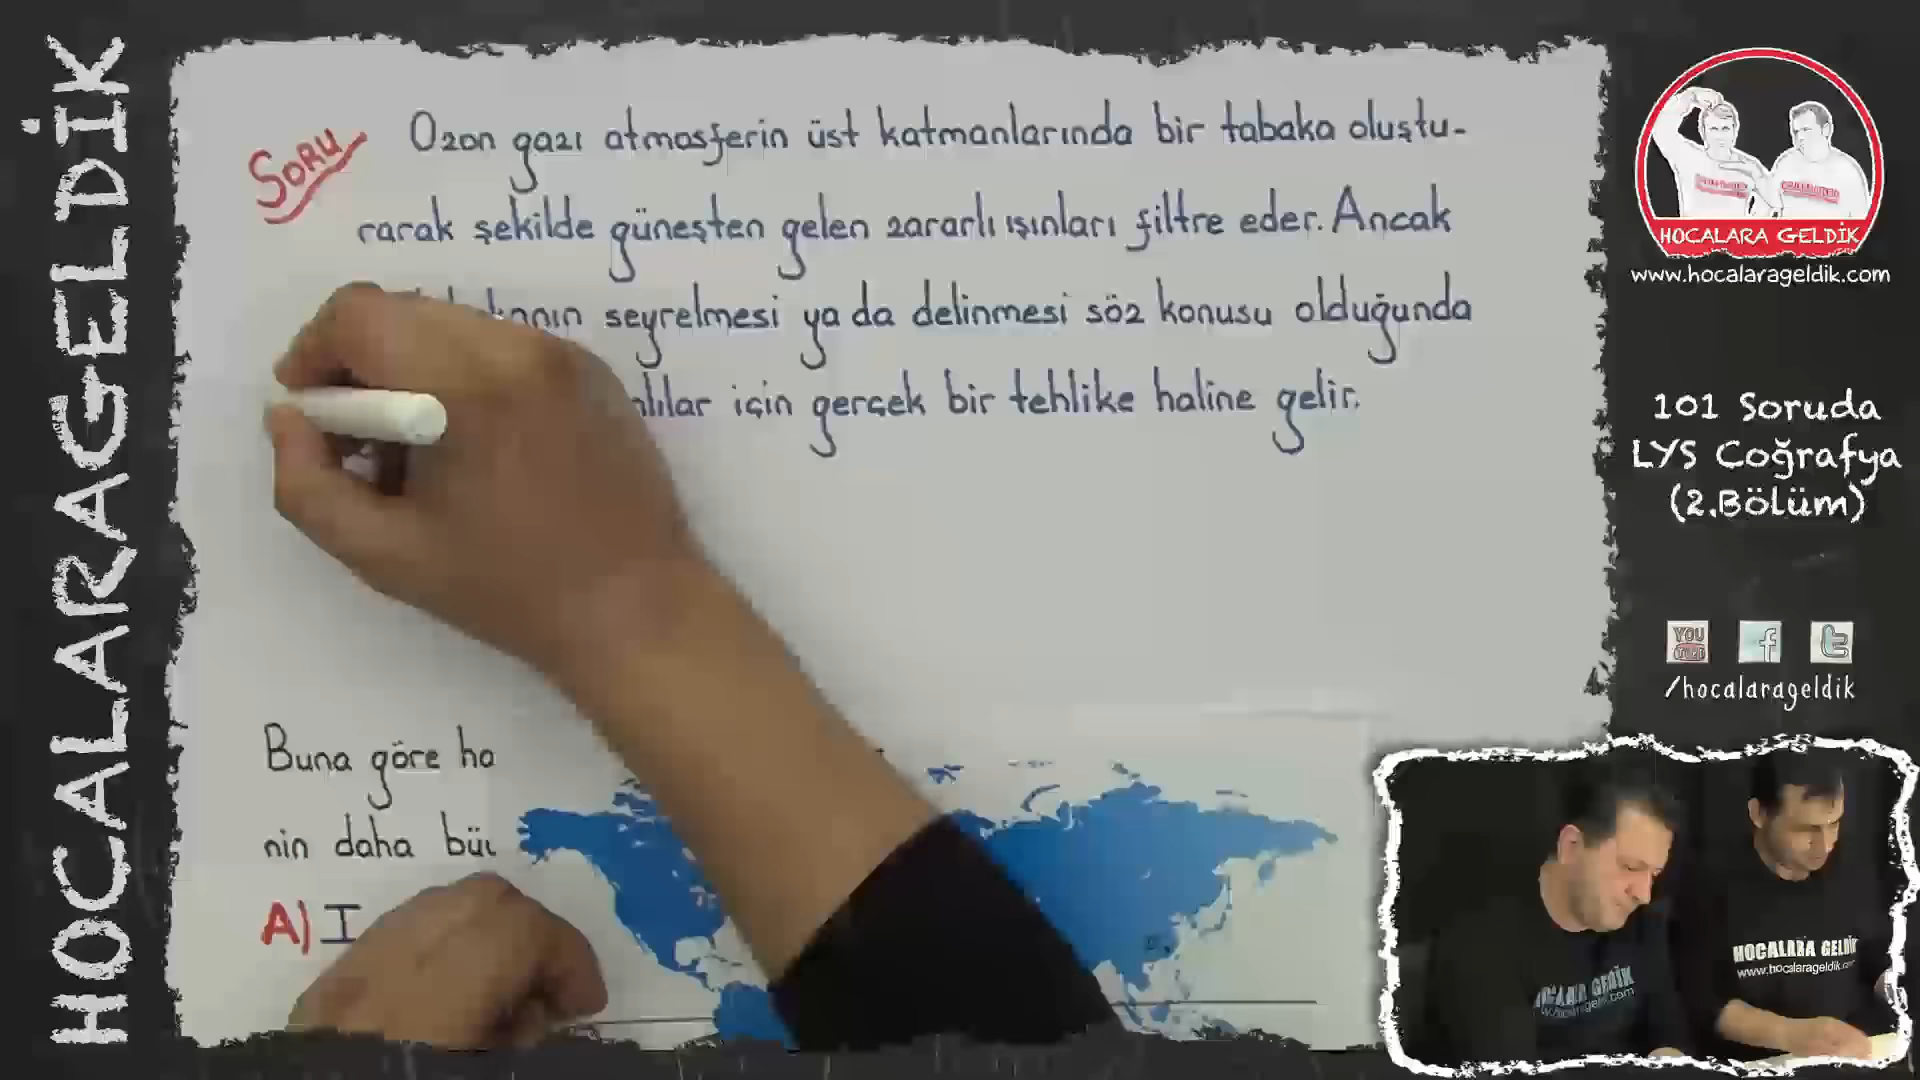 HOCALARAGELDİK
SORU
Ozon gazı atmosferin üst katmanlarında bir tabaka oluştu-
rarak şekilde güneşten gelen zararlı ışınları filtre eder. Ancak
seyrelmesi ya da delinmesi söz konusu olduğunda
için gerçek bir tehlike haline gelir.
Buna göre
nin daha
A) I
HOCALARA GELDİK
www.hocalarageldik.com
101 Soruda
LYS Coğrafya
(2.Bölüm)
YOU
f
t
/hocalarageldik
HOCALARA GELDİK
www.hocalarageldik.com